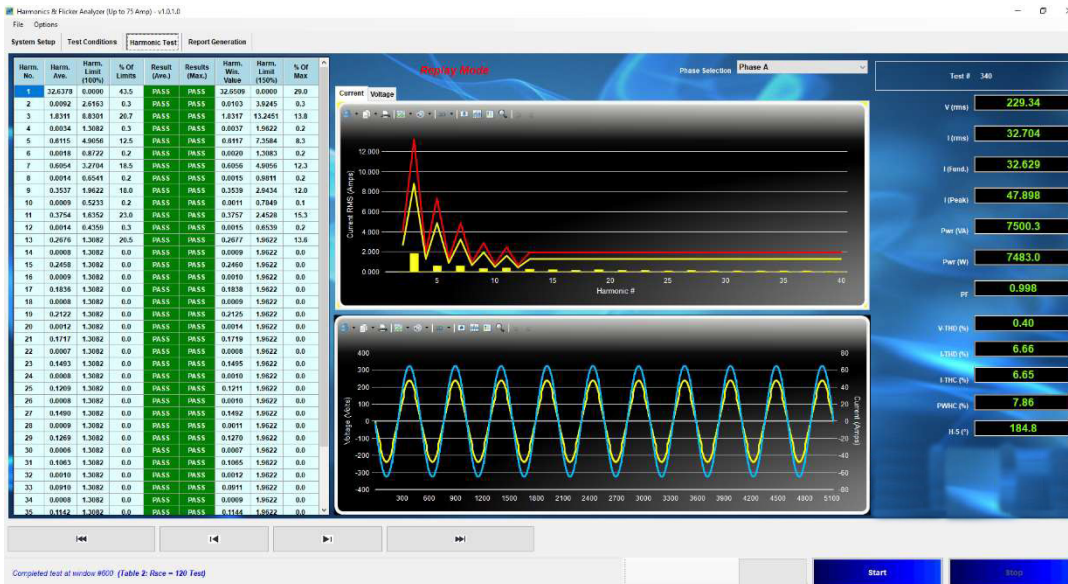 Harmonics & Flicker Analyzer (Up to 75 Amp) - v1.0.1.0
File Options
System Setup Test Conditions Harmonic Test Report Generation
Harm. No. Harm. Ave. Harm. Limit (100%) % Of Limits Result (Ave.) Results (Max.) Harm. Win. Value Harm. Limit (150%) % Of Max
1 32.6378 0.0000 43.5 PASS PASS 32.6509 0.0000 29.0
2 0.0092 2.6163 0.3 PASS PASS 0.0103 3.9245 0.3
3 1.8311 8.8301 20.7 PASS PASS 1.8317 13.2451 13.8
4 0.0034 1.3082 0.3 PASS PASS 0.0037 1.9622 0.2
5 0.6115 4.9056 12.5 PASS PASS 0.6117 7.3584 8.3
6 0.0018 0.8722 0.2 PASS PASS 0.0020 1.3083 0.2
7 0.6054 3.2704 18.5 PASS PASS 0.6056 4.9056 12.3
8 0.0014 0.6541 0.2 PASS PASS 0.0015 0.9811 0.2
9 0.3537 1.9622 18.0 PASS PASS 0.3539 2.9434 12.0
10 0.0009 0.5233 0.2 PASS PASS 0.0011 0.7849 0.1
11 0.3754 1.6352 23.0 PASS PASS 0.3757 2.4528 15.3
12 0.0014 0.4359 0.3 PASS PASS 0.0015 0.6539 0.2
13 0.2676 1.3082 20.5 PASS PASS 0.2677 1.9622 13.6
14 0.0008 1.3082 0.0 PASS PASS 0.0009 1.9622 0.0
15 0.2458 1.3082 0.0 PASS PASS 0.2460 1.9622 0.0
16 0.0009 1.3082 0.0 PASS PASS 0.0010 1.9622 0.0
17 0.1836 1.3082 0.0 PASS PASS 0.1838 1.9622 0.0
18 0.0008 1.3082 0.0 PASS PASS 0.0009 1.9622 0.0
19 0.2122 1.3082 0.0 PASS PASS 0.2125 1.9622 0.0
20 0.0012 1.3082 0.0 PASS PASS 0.0014 1.9622 0.0
21 0.1717 1.3082 0.0 PASS PASS 0.1719 1.9622 0.0
22 0.0007 1.3082 0.0 PASS PASS 0.0008 1.9622 0.0
23 0.1493 1.3082 0.0 PASS PASS 0.1495 1.9622 0.0
24 0.0008 1.3082 0.0 PASS PASS 0.0010 1.9622 0.0
25 0.1209 1.3082 0.0 PASS PASS 0.1211 1.9622 0.0
26 0.0008 1.3082 0.0 PASS PASS 0.0010 1.9622 0.0
27 0.1490 1.3082 0.0 PASS PASS 0.1492 1.9622 0.0
28 0.0009 1.3082 0.0 PASS PASS 0.0011 1.9622 0.0
29 0.1269 1.3082 0.0 PASS PASS 0.1270 1.9622 0.0
30 0.0006 1.3082 0.0 PASS PASS 0.0007 1.9622 0.0
31 0.1063 1.3082 0.0 PASS PASS 0.1065 1.9622 0.0
32 0.0010 1.3082 0.0 PASS PASS 0.0012 1.9622 0.0
33 0.0910 1.3082 0.0 PASS PASS 0.0911 1.9622 0.0
34 0.0008 1.3082 0.0 PASS PASS 0.0009 1.9622 0.0
35 0.1142 1.3082 0.0 PASS PASS 0.1144 1.9622 0.0
Replay Mode
Phase Selection Phase A
Current Voltage
Current RMS (Amps)
12.000
10.000
8.000
6.000
4.000
2.000
0.000
5 10 15 20 25 30 35 40
Harmonic #
Voltage (Volts)
400
300
200
100
0
-100
-200
-300
-400
80
60
40
20
0
-20
-40
-60
-80
Current (Amps)
300 600 900 1200 1500 1800 2100 2400 2700 3000 3300 3600 3900 4200 4500 4800 5100
Test # 340
V (rms) 229.34
I (rms) 32.704
I (Fond.) 32.629
I (Peak) 47.898
Pwr (VA) 7500.3
Pwr (W) 7483.0
PF 0.998
V-THD (%) 0.40
I-THD (%) 6.66
I-THC (%) 6.65
PWHC (%) 7.86
H-5 (°) 184.8
Completed test at window #600 (Table 2: Rsce = 120 Test)
Start
Stop